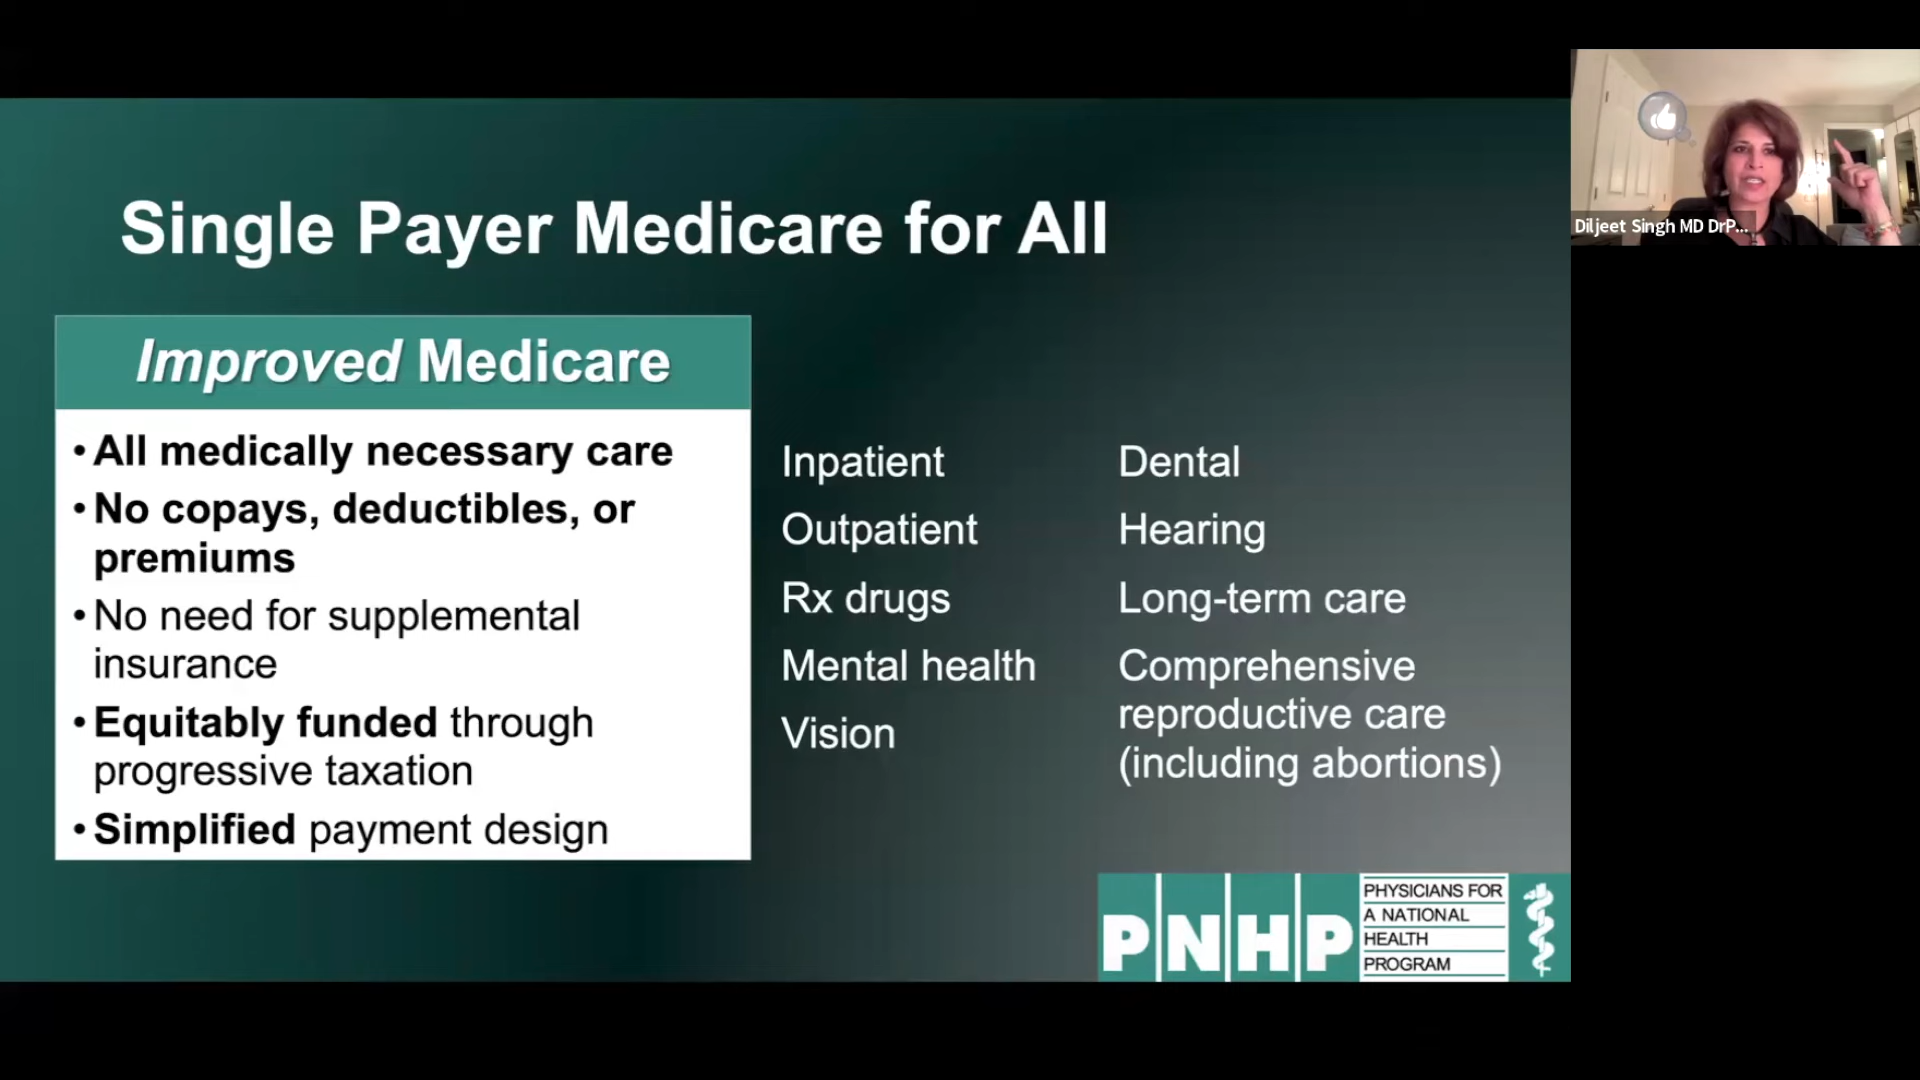 Single Payer Medicare for All
Improved Medicare
• All medically necessary care
• No copays, deductibles, or
premiums
• No need for supplemental
insurance
• Equitably funded through
progressive taxation
• Simplified payment design
Inpatient
Outpatient
Rx drugs
Mental health
Vision
Dental
Hearing
Long-term care
Comprehensive
reproductive care
(including abortions)
PNHP
PHYSICIANS FOR
A NATIONAL
HEALTH
PROGRAM
Diljeet Singh MD DrP...